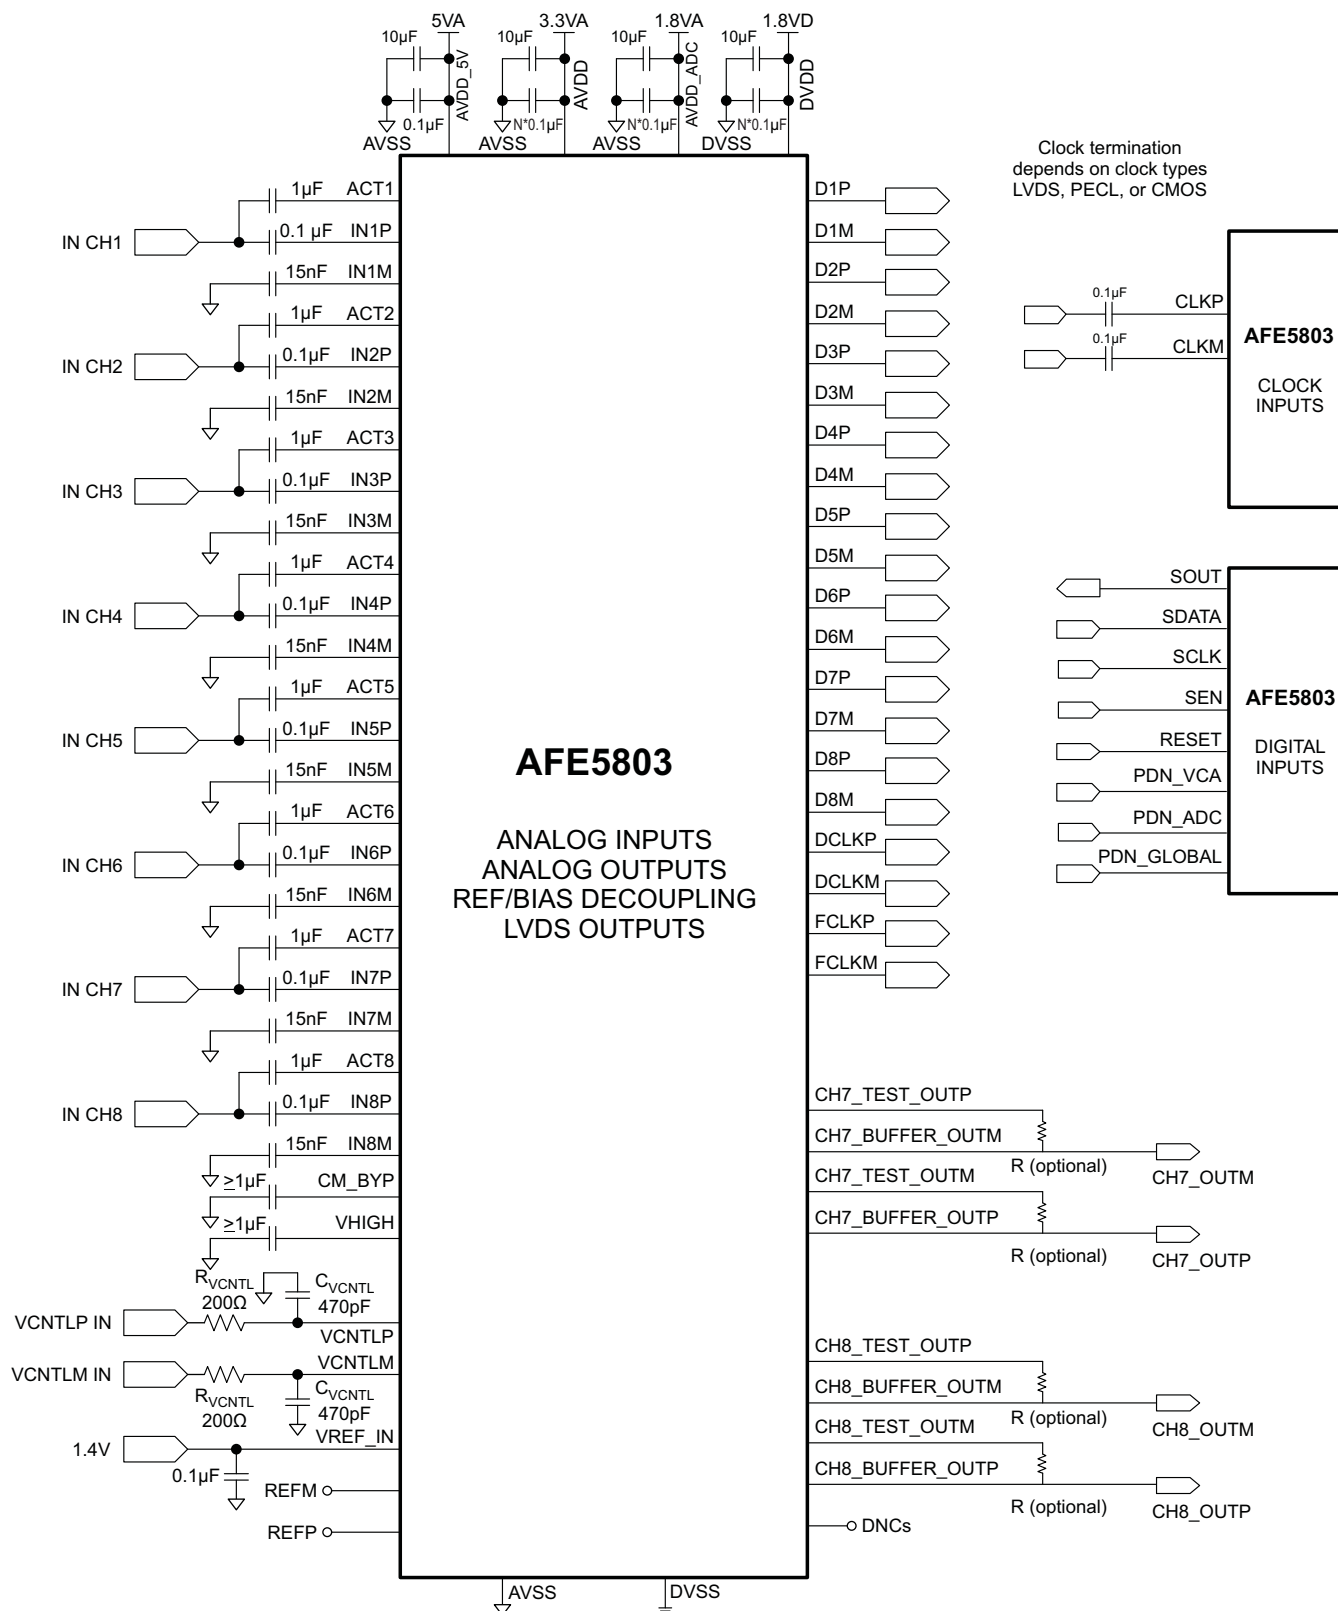 5VA
3.3VA
1.8VA
1.8VD
10µF
10µF
10µF
10µF
AVDD_5V
AVDD
AVDD_ADC
DVDD
0.1µF
N*0.1µF
N*0.1µF
N*0.1µF
AVSS
AVSS
AVSS
DVSS
Clock termination
depends on clock types
LVDS, PECL, or CMOS
1µF ACT1
IN CH1
0.1 µF IN1P
15nF IN1M
1µF ACT2
IN CH2
0.1µF IN2P
15nF IN2M
1µF ACT3
IN CH3
0.1µF IN3P
15nF IN3M
1µF ACT4
IN CH4
0.1µF IN4P
15nF IN4M
1µF ACT5
IN CH5
0.1µF IN5P
15nF IN5M
1µF ACT6
IN CH6
0.1µF IN6P
15nF IN6M
1µF ACT7
IN CH7
0.1µF IN7P
15nF IN7M
1µF ACT8
IN CH8
0.1µF IN8P
15nF IN8M
≥1µF CM_BYP
≥1µF VHIGH
RVCNTL
200Ω
CVCNTL
470pF
VCNTLP IN
VCNTLP
VCNTLM IN
VCNTLM
RVCNTL
200Ω
CVCNTL
470pF
1.4V
VREF_IN
0.1µF
REFM
REFP
AFE5803
ANALOG INPUTS
ANALOG OUTPUTS
REF/BIAS DECOUPLING
LVDS OUTPUTS
AVSS
DVSS
D1P
D1M
D2P
D2M
D3P
D3M
D4P
D4M
D5P
D5M
D6P
D6M
D7P
D7M
D8P
D8M
DCLKP
DCLKM
FCLKP
FCLKM
CH7_TEST_OUTP
CH7_BUFFER_OUTM
R (optional)
CH7_OUTM
CH7_TEST_OUTM
CH7_BUFFER_OUTP
R (optional)
CH7_OUTP
CH8_TEST_OUTP
CH8_BUFFER_OUTM
R (optional)
CH8_OUTM
CH8_TEST_OUTM
CH8_BUFFER_OUTP
R (optional)
CH8_OUTP
DNCs
0.1µF
CLKP
0.1µF
CLKM
AFE5803
CLOCK
INPUTS
SOUT
SDATA
SCLK
SEN
RESET
PDN_VCA
PDN_ADC
PDN_GLOBAL
AFE5803
DIGITAL
INPUTS